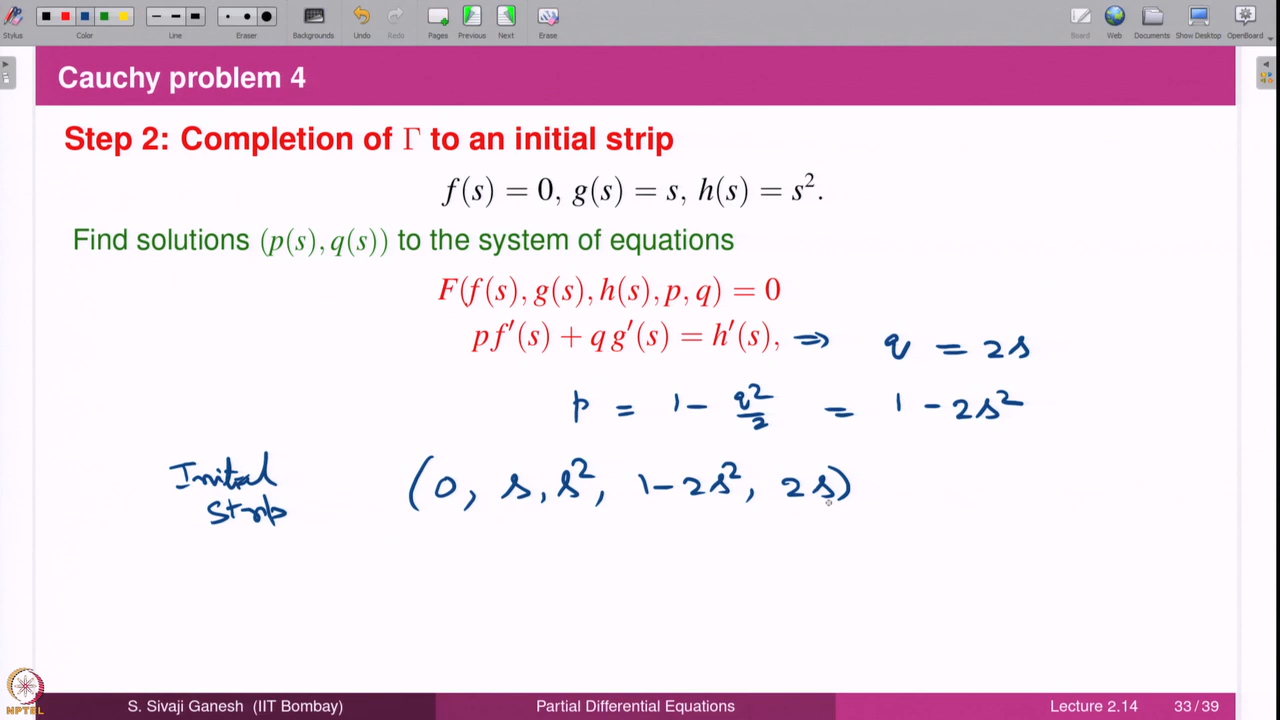 Stylus Color Line Eraser Backgrounds Undo Redo Pages Previous Next Erase Board Web Documents Show Desktop OpenBoard
Cauchy problem 4
Step 2: Completion of Γ to an initial strip
f(s) = 0, g(s) = s, h(s) = s².
Find solutions (p(s), q(s)) to the system of equations
F(f(s), g(s), h(s), p, q) = 0
p f′(s) + q g′(s) = h′(s), ⇒ q = 2s
p = 1 - q²/2 = 1 - 2s²
Initial (0, s, s², 1-2s², 2s)
Strip
NPTEL
S. Sivaji Ganesh (IIT Bombay) Partial Differential Equations Lecture 2.14 33 / 39